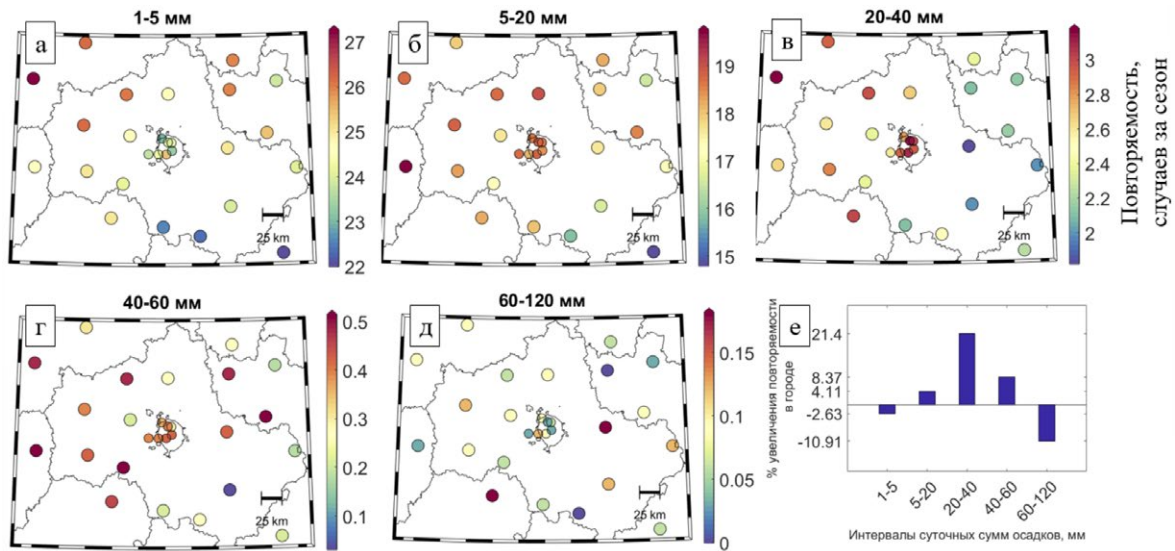 1-5 мм
а
27
26
25
24
23
22
25 km
5-20 мм
б
19
18
17
16
15
25 km
20-40 мм
в
3
2.8
2.6
2.4
2.2
2
25 km
Повторяемость,
случаев за сезон
40-60 мм
г
0.5
0.4
0.3
0.2
0.1
25 km
60-120 мм
д
0.15
0.1
0.05
0
25 km
е
% увеличения повторяемости
в городе
21.4
8.37
4.11
-2.63
-10.91
1-5
5-20
20-40
40-60
60-120
Интервалы суточных сумм осадков, мм